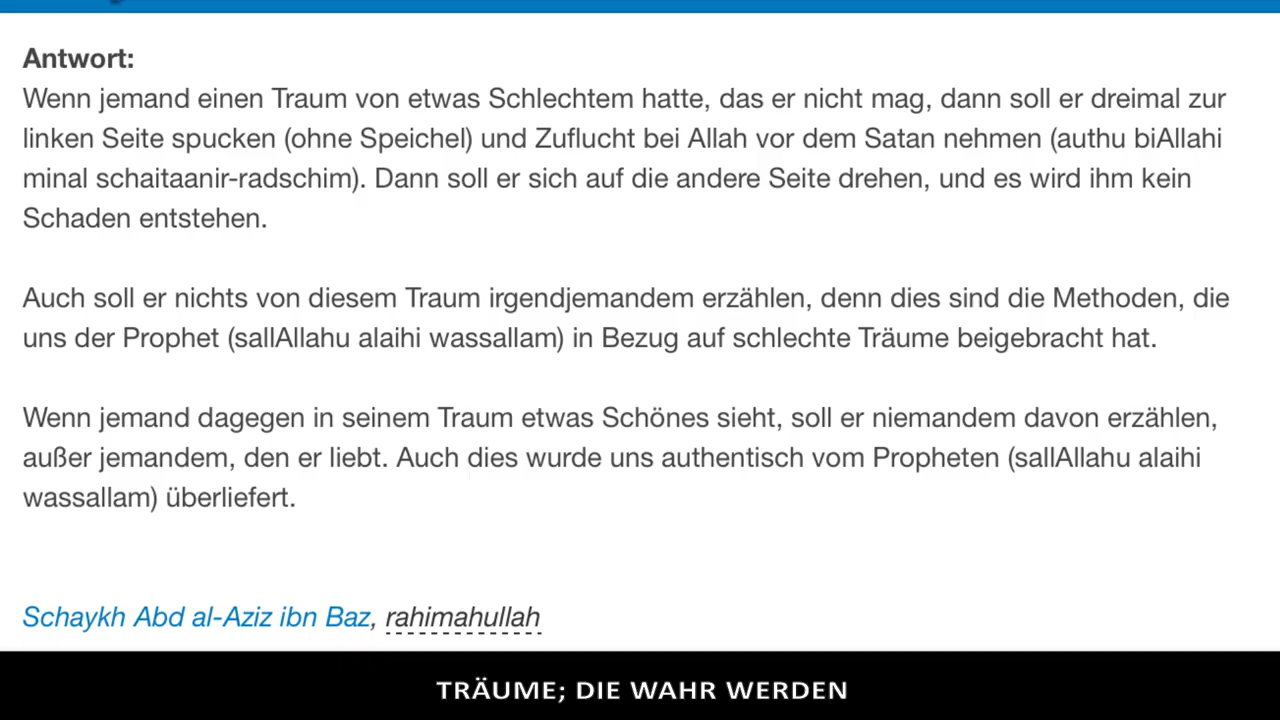 Antwort:
Wenn jemand einen Traum von etwas Schlechtem hatte, das er nicht mag, dann soll er dreimal zur
linken Seite spucken (ohne Speichel) und Zuflucht bei Allah vor dem Satan nehmen (authu biAllahi
minal schaitaanir-radschim). Dann soll er sich auf die andere Seite drehen, und es wird ihm kein
Schaden entstehen.
Auch soll er nichts von diesem Traum irgendjemandem erzählen, denn dies sind die Methoden, die
uns der Prophet (sallAllahu alaihi wassallam) in Bezug auf schlechte Träume beigebracht hat.
Wenn jemand dagegen in seinem Traum etwas Schönes sieht, soll er niemandem davon erzählen,
außer jemandem, den er liebt. Auch dies wurde uns authentisch vom Propheten (sallAllahu alaihi
wassallam) überliefert.
Schaykh Abd al-Aziz ibn Baz, rahimahullah
TRÄUME; DIE WAHR WERDEN